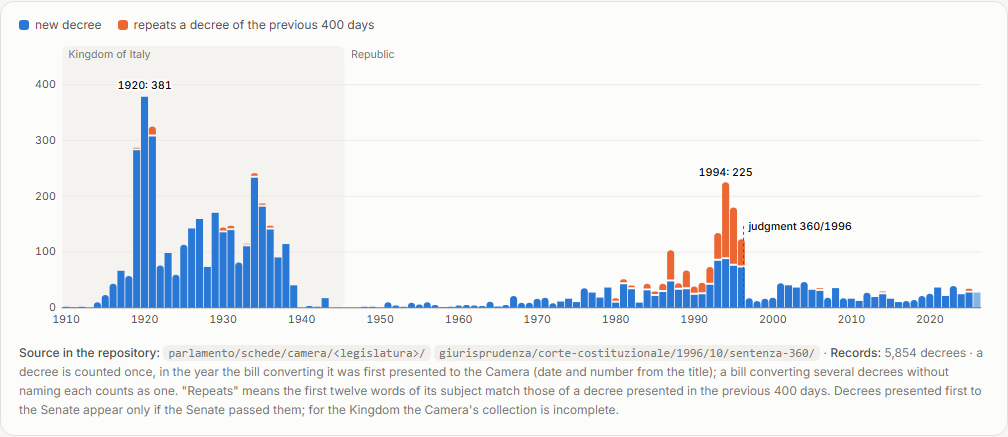 new decree repeats a decree of the previous 400 days
Kingdom of Italy Republic
400
1920: 381
300
200
1994: 225
judgment 360/1996
100
0
1910 1920 1930 1940 1950 1960 1970 1980 1990 2000 2010 2020
Source in the repository: parlamento/schede/camera/<legislatura>/ giurisprudenza/corte-costituzionale/1996/10/sentenza-360/ · Records: 5,854 decrees · a
decree is counted once, in the year the bill converting it was first presented to the Camera (date and number from the title); a bill converting several decrees without
naming each counts as one. "Repeats" means the first twelve words of its subject match those of a decree presented in the previous 400 days. Decrees presented first to
the Senate appear only if the Senate passed them; for the Kingdom the Camera's collection is incomplete.